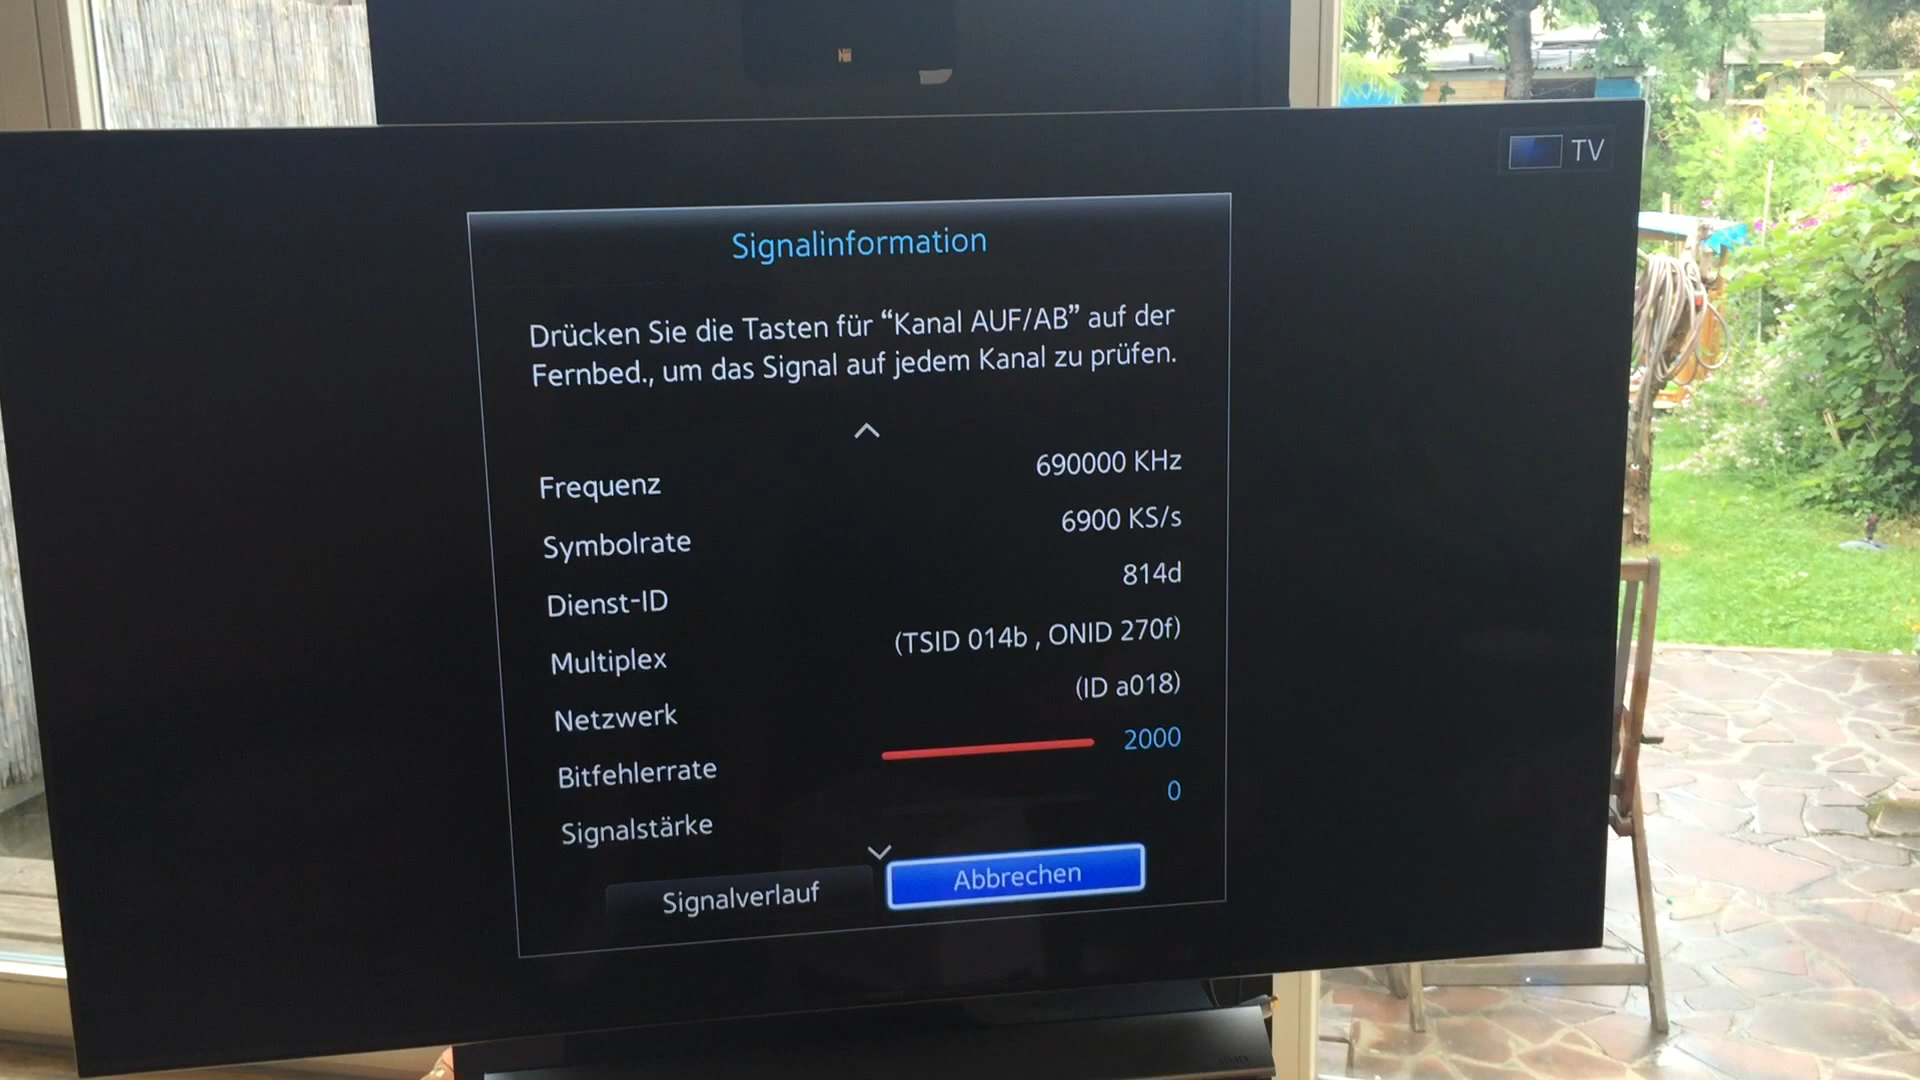 TV
Signalinformation
Drücken Sie die Tasten für “Kanal AUF/AB” auf der
Fernbed., um das Signal auf jedem Kanal zu prüfen.
Frequenz 690000 KHz
Symbolrate 6900 KS/s
Dienst-ID 814d
Multiplex (TSID 014b , ONID 270f)
Netzwerk (ID a018)
Bitfehlerrate 2000
Signalstärke 0
Signalverlauf Abbrechen